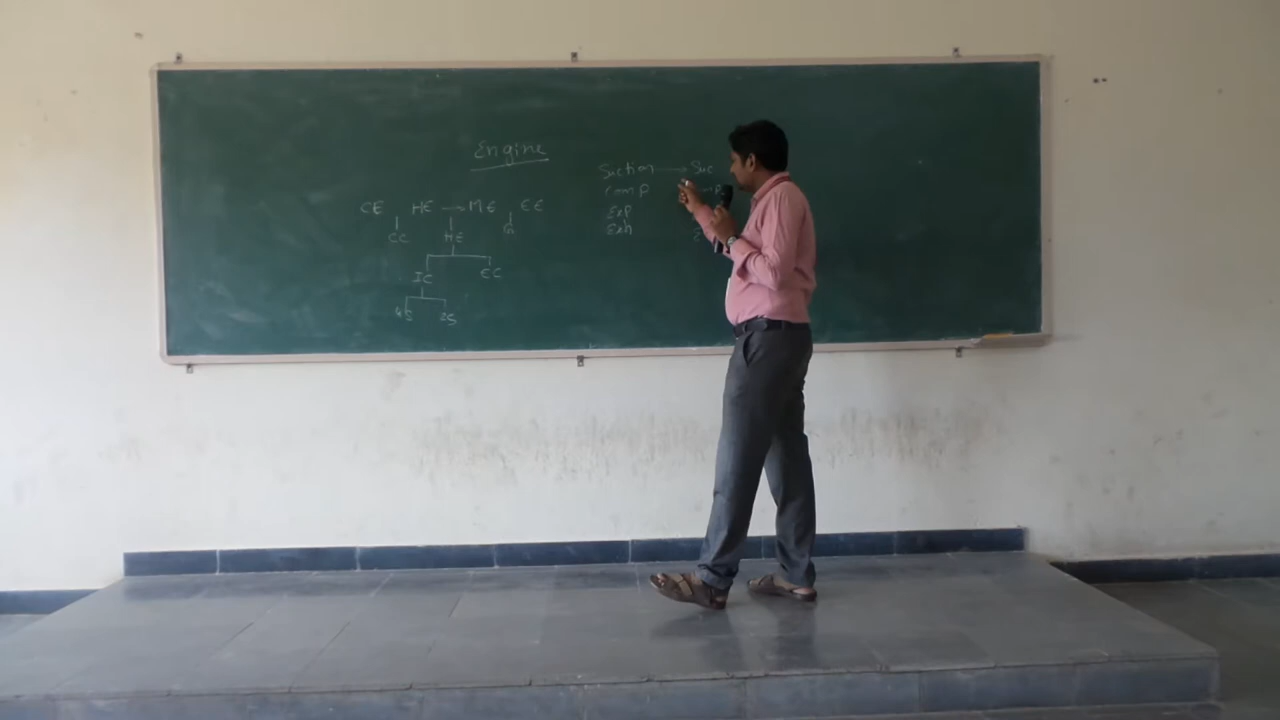 Engine
CE HE → ME EE
CC HE G
IC EC
4S 2S
Suction → Suc
Comp
Exp
Exh